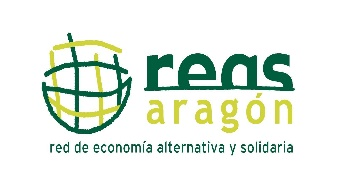 reas
aragón
red de economía alternativa y solidaria